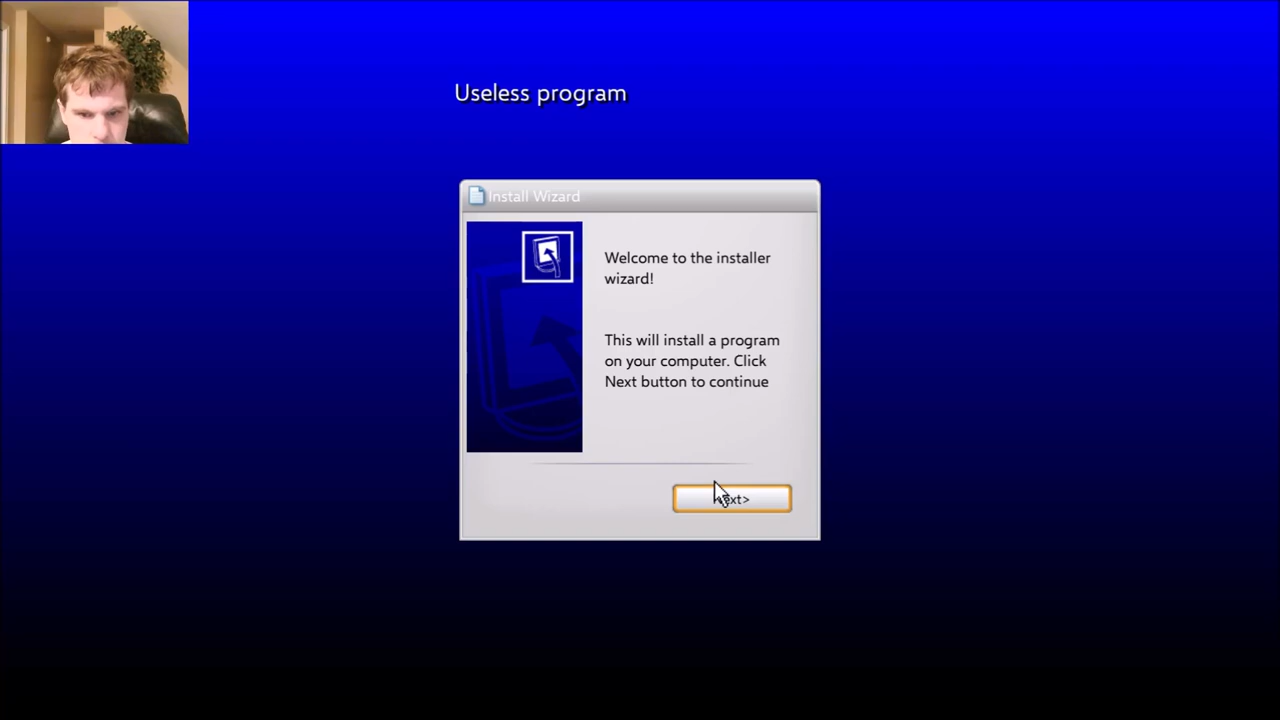 Useless program
Install Wizard
Welcome to the installer
wizard!
This will install a program
on your computer. Click
Next button to continue
Next>